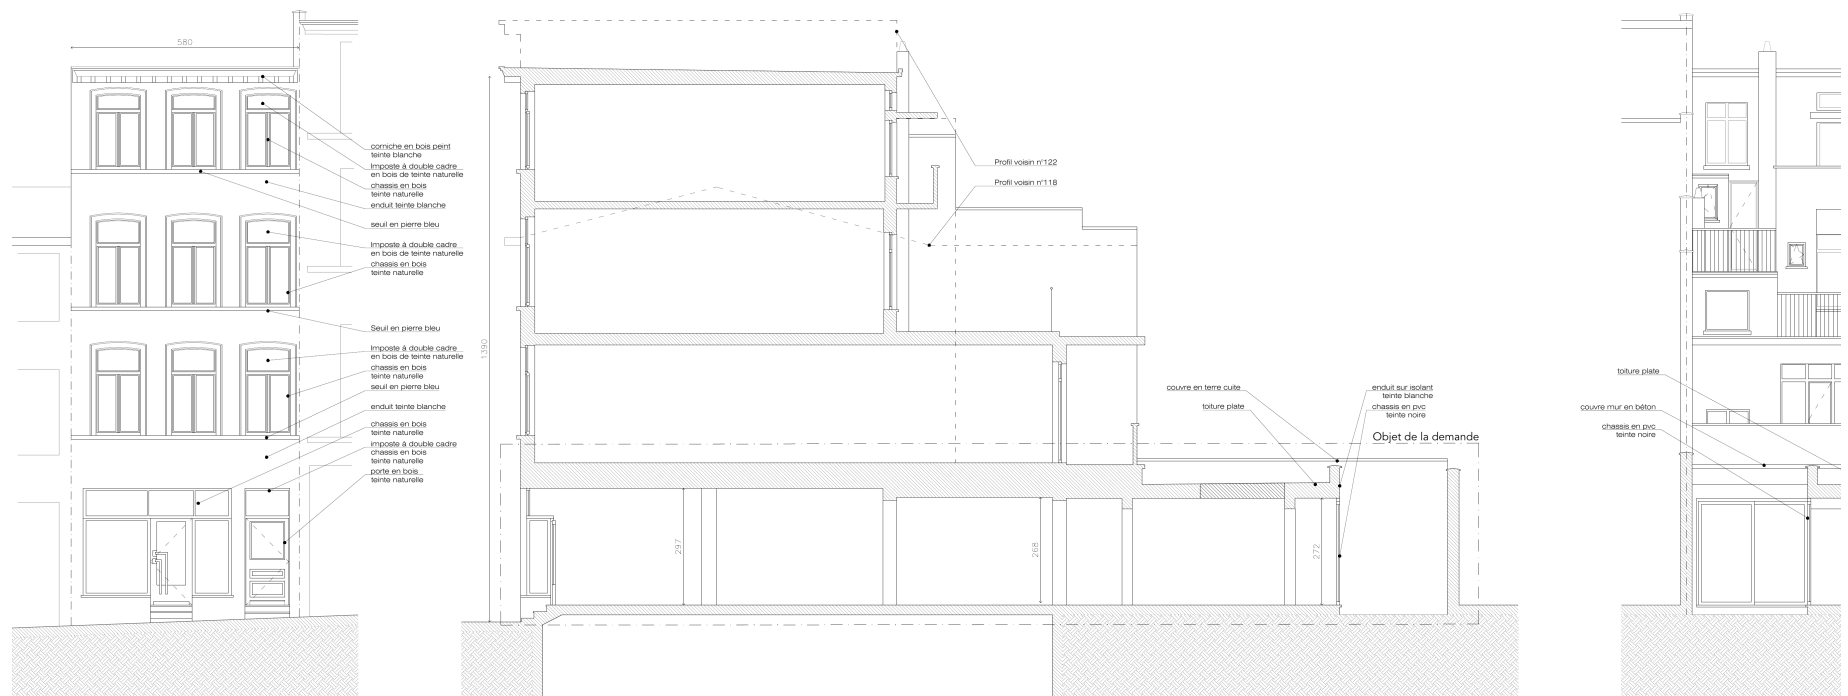 580
corniche en bois peint
teinte blanche
Imposte à double cadre
en bois de teinte naturelle
chassis en bois
teinte naturelle
enduit teinte blanche
seuil en pierre bleu
Imposte à double cadre
en bois de teinte naturelle
chassis en bois
teinte naturelle
Seuil en pierre bleu
Imposte à double cadre
en bois de teinte naturelle
chassis en bois
teinte naturelle
seuil en pierre bleu
enduit teinte blanche
chassis en bois
teinte naturelle
imposte à double cadre
chassis en bois
teinte naturelle
porte en bois
teinte naturelle
1390
Profil voisin n°122
Profil voisin n°118
couvre en terre cuite
toiture plate
enduit sur isolant
teinte blanche
chassis en pvc
teinte noire
Objet de la demande
297
268
272
toiture plate
couvre mur en béton
chassis en pvc
teinte noire